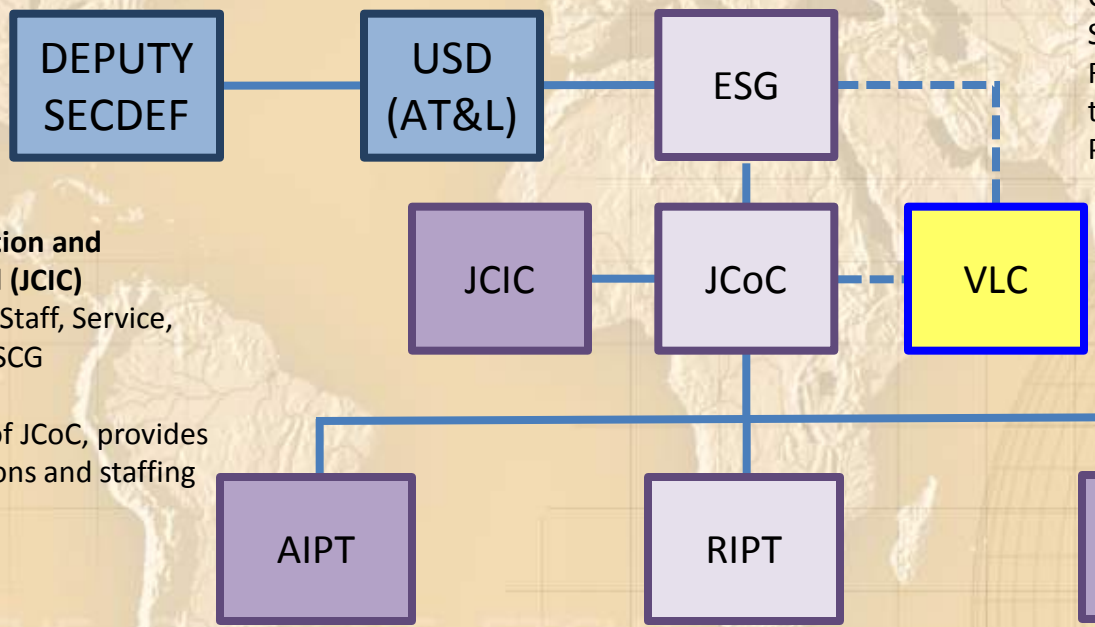 DEPUTY
SECDEF
USD
(AT&L)
ESG
tion and
(JCIC)
Staff, Service,
SCG
of JCoC, provides
ons and staffing
JCIC
JCoC
VLC
AIPT
RIPT